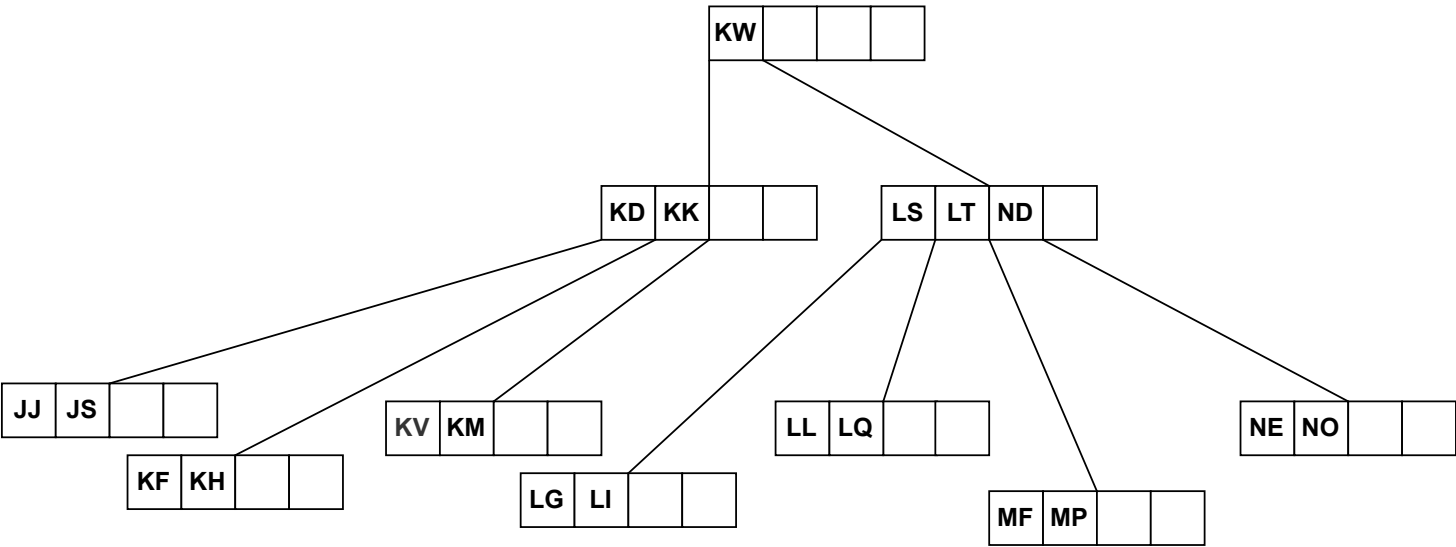 KW
KD KK
LS LT ND
JJ JS
KV KM
LL LQ
NE NO
KF KH
LG LI
MF MP